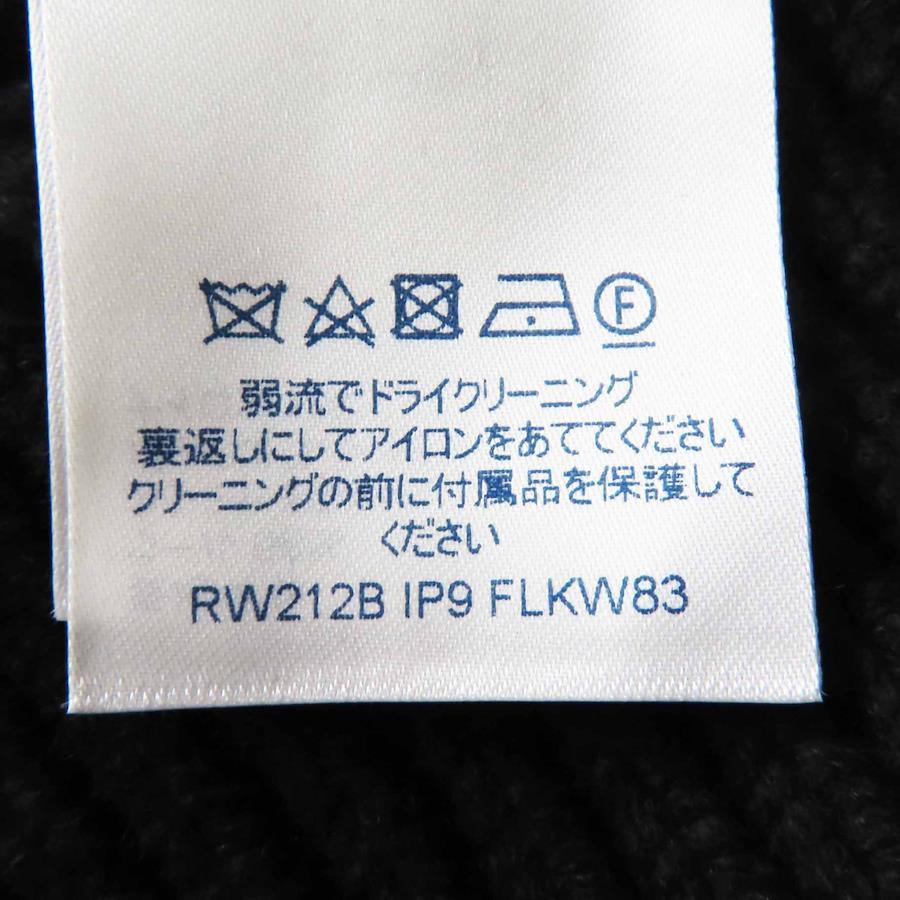 F
弱流でドライクリーニング
裏返しにしてアイロンをあててください
クリーニングの前に付属品を保護して
ください
RW212B IP9 FLKW83